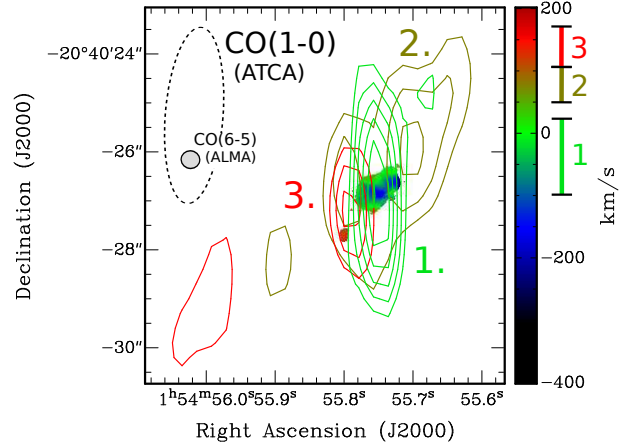 CO(1-0)
(ATCA)
CO(6-5)
(ALMA)
2.
3.
1.
−20°40′24″
−26″
−28″
−30″
Declination (J2000)
1ʰ54ᵐ56.0ˢ 55.9ˢ 55.8ˢ 55.7ˢ 55.6ˢ
Right Ascension (J2000)
200
0
−200
−400
3
2
1
km/s